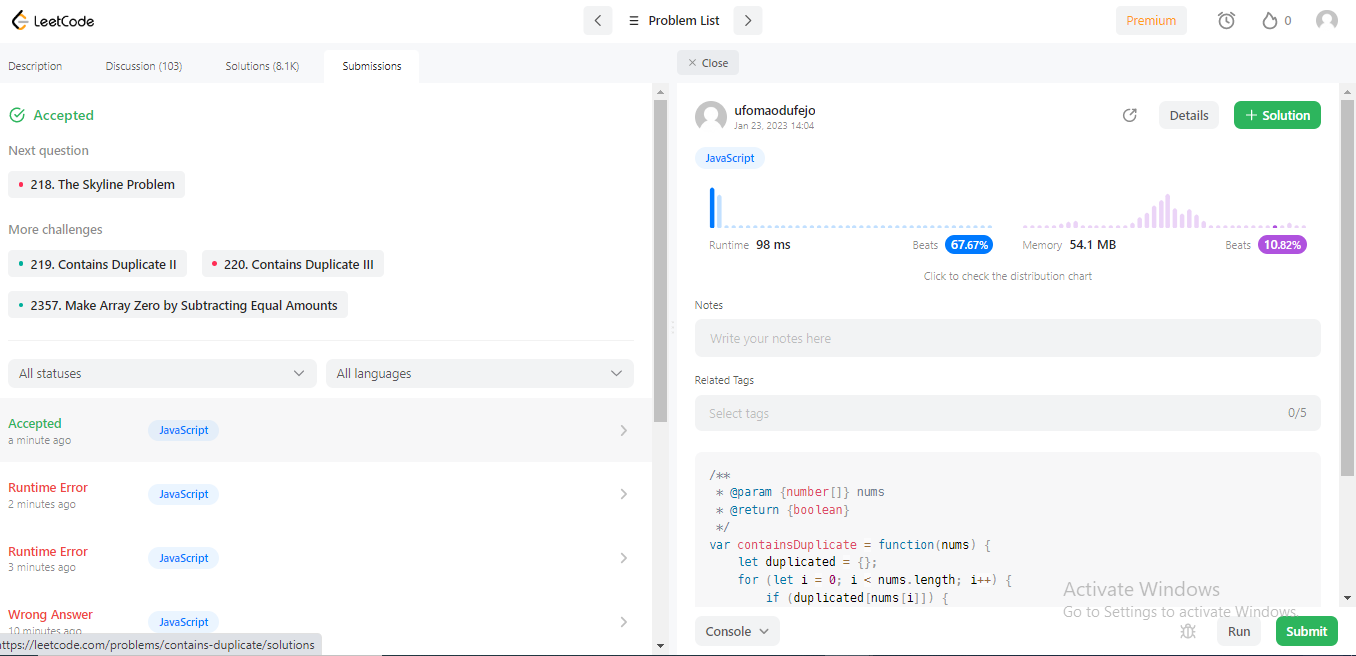 LeetCode
Problem List
Premium
0
Description
Discussion (103)
Solutions (8.1K)
Submissions
Close
Accepted
Next question
218. The Skyline Problem
More challenges
219. Contains Duplicate II
220. Contains Duplicate III
2357. Make Array Zero by Subtracting Equal Amounts
All statuses
All languages
Accepted
a minute ago
JavaScript
Runtime Error
2 minutes ago
JavaScript
Runtime Error
3 minutes ago
JavaScript
Wrong Answer
10 minutes ago
JavaScript
ttps://leetcode.com/problems/contains-duplicate/solutions
ufomaodufejo
Jan 23, 2023 14:04
Details
+ Solution
JavaScript
Runtime 98 ms
Beats 67.67%
Memory 54.1 MB
Beats 10.82%
Click to check the distribution chart
Notes
Write your notes here
Related Tags
Select tags
0/5
/**
 * @param {number[]} nums
 * @return {boolean}
 */
var containsDuplicate = function(nums) {
    let duplicated = {};
    for (let i = 0; i < nums.length; i++) {
        if (duplicated[nums[i]]) {
Activate Windows
Go to Settings to activate Windows.
Console
Run
Submit